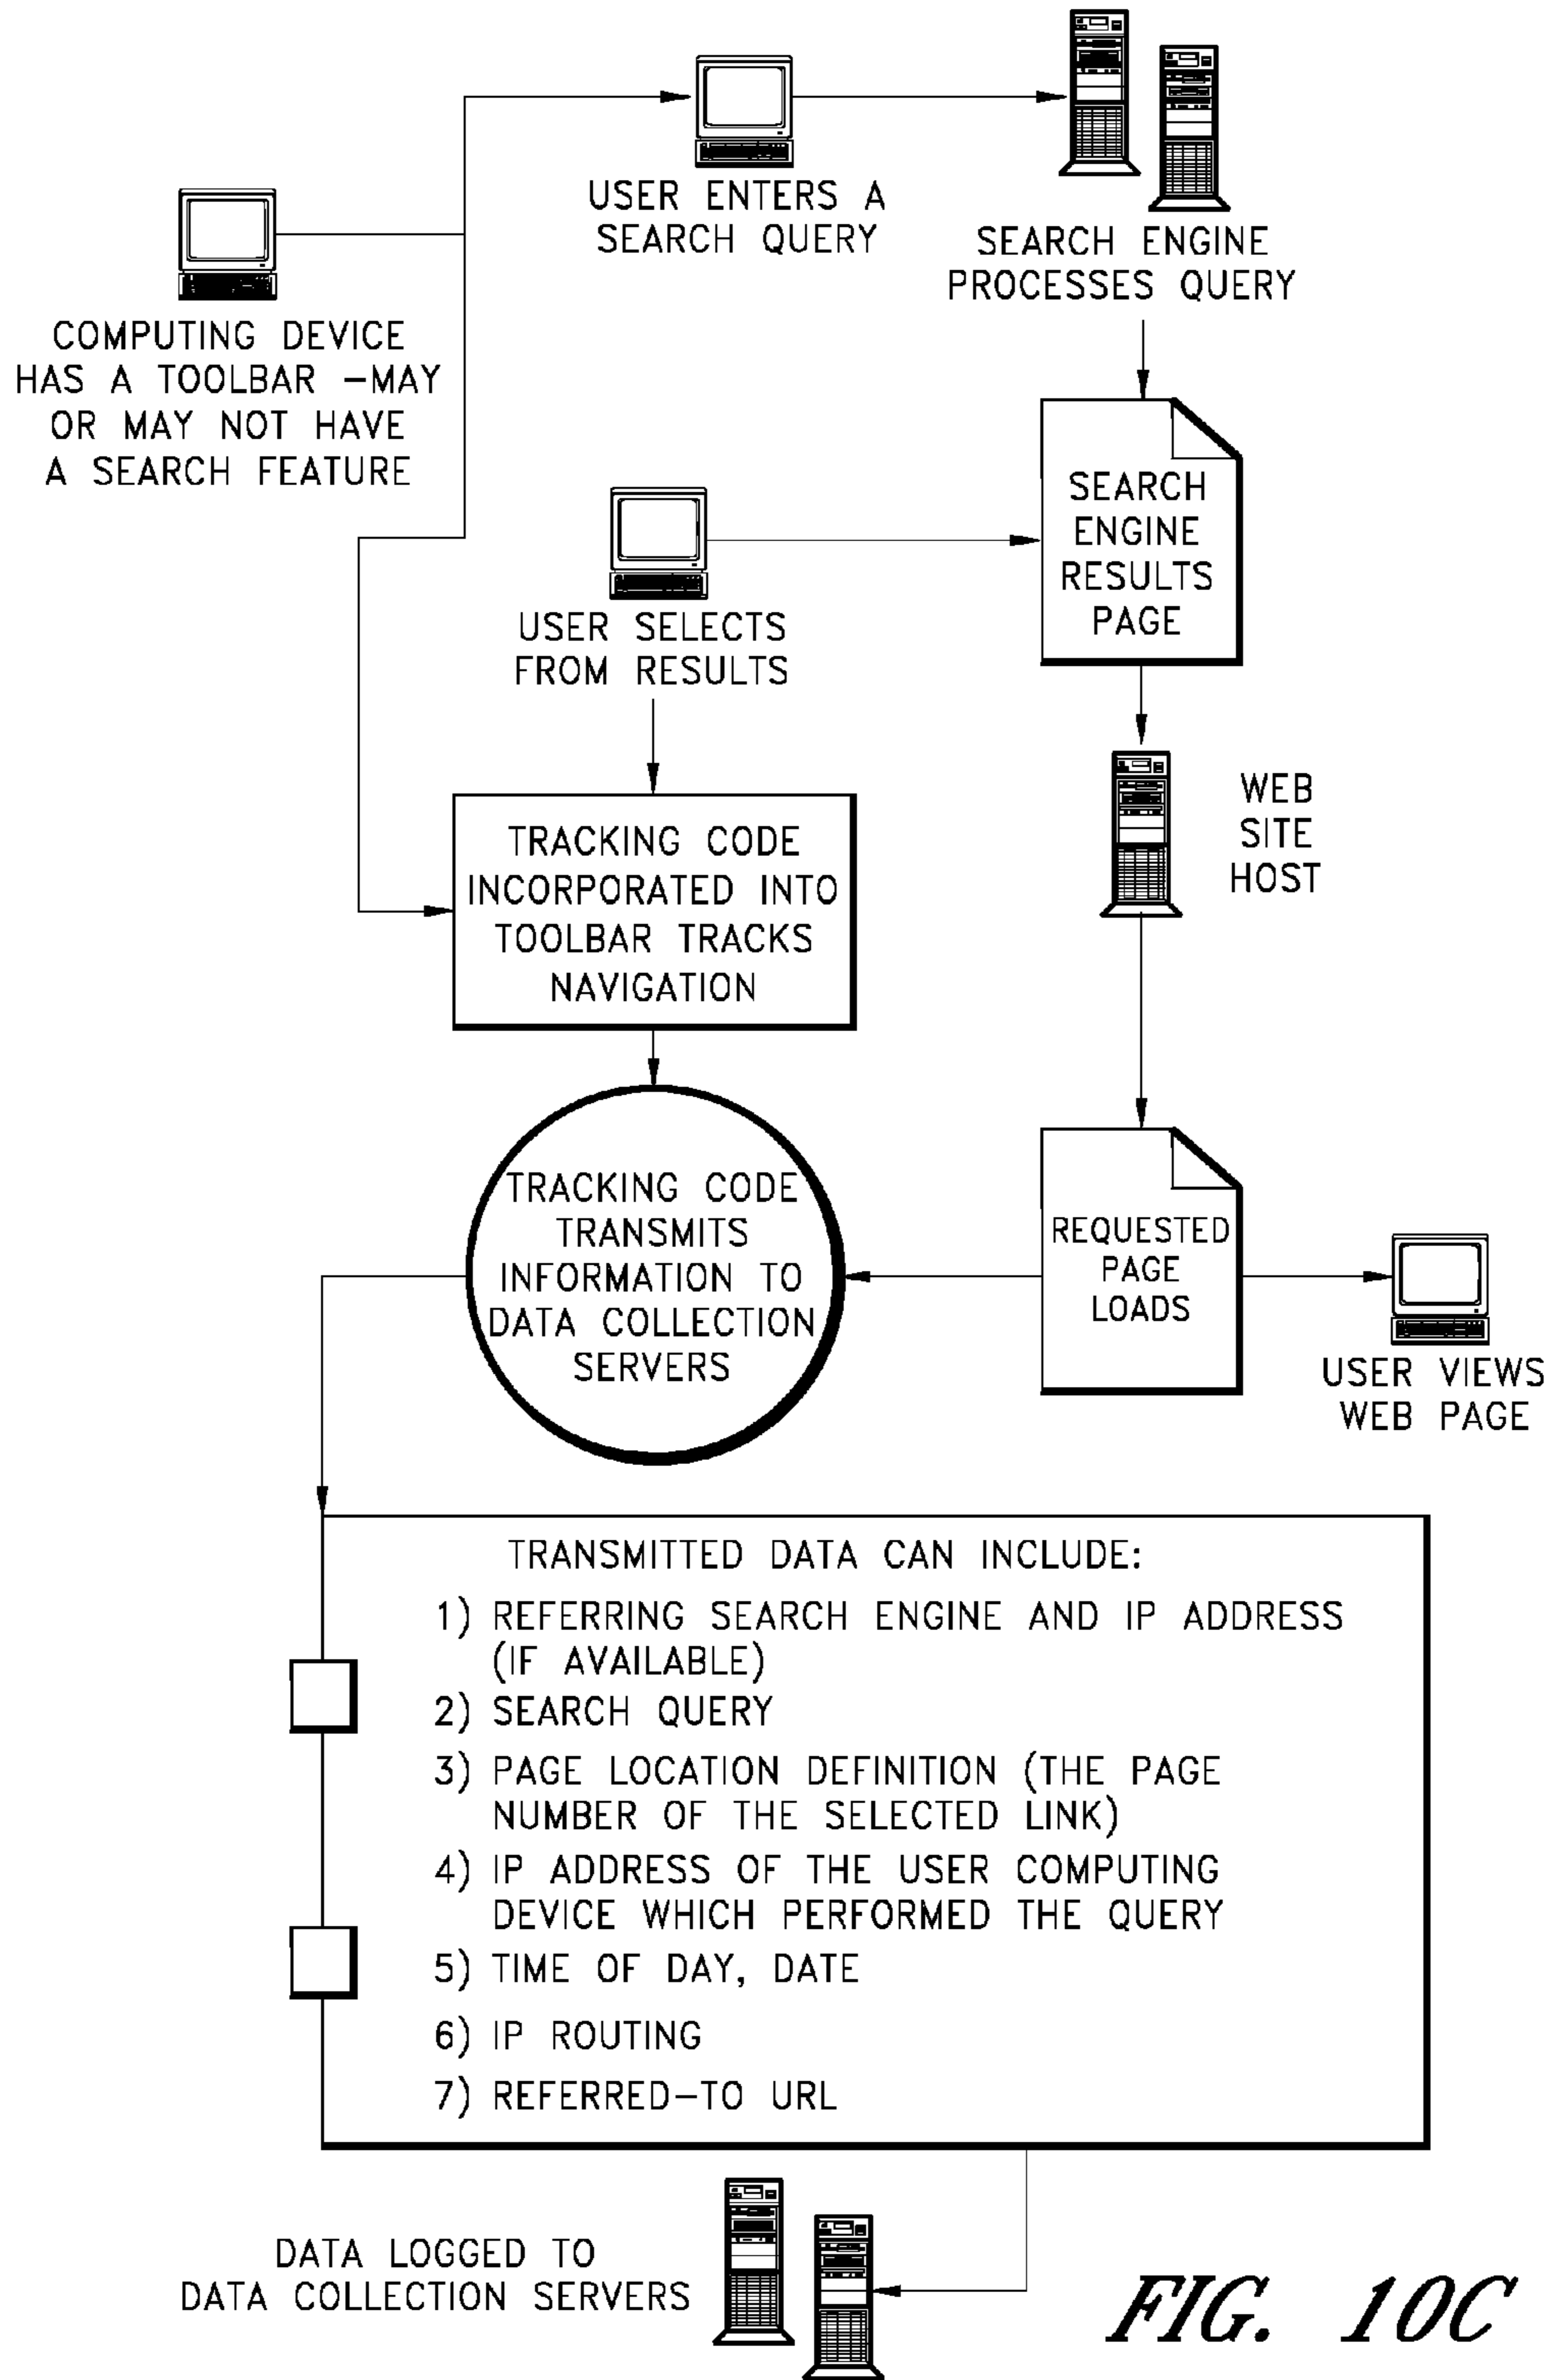 USER ENTERS A
SEARCH QUERY
SEARCH ENGINE
PROCESSES QUERY
COMPUTING DEVICE
HAS A TOOLBAR –MAY
OR MAY NOT HAVE
A SEARCH FEATURE
SEARCH
ENGINE
RESULTS
PAGE
USER SELECTS
FROM RESULTS
WEB
SITE
HOST
TRACKING CODE
INCORPORATED INTO
TOOLBAR TRACKS
NAVIGATION
TRACKING CODE
TRANSMITS
INFORMATION TO
DATA COLLECTION
SERVERS
REQUESTED
PAGE
LOADS
USER VIEWS
WEB PAGE
TRANSMITTED DATA CAN INCLUDE:
1) REFERRING SEARCH ENGINE AND IP ADDRESS
(IF AVAILABLE)
2) SEARCH QUERY
3) PAGE LOCATION DEFINITION (THE PAGE
NUMBER OF THE SELECTED LINK)
4) IP ADDRESS OF THE USER COMPUTING
DEVICE WHICH PERFORMED THE QUERY
5) TIME OF DAY, DATE
6) IP ROUTING
7) REFERRED–TO URL
DATA LOGGED TO
DATA COLLECTION SERVERS
FIG. 10C